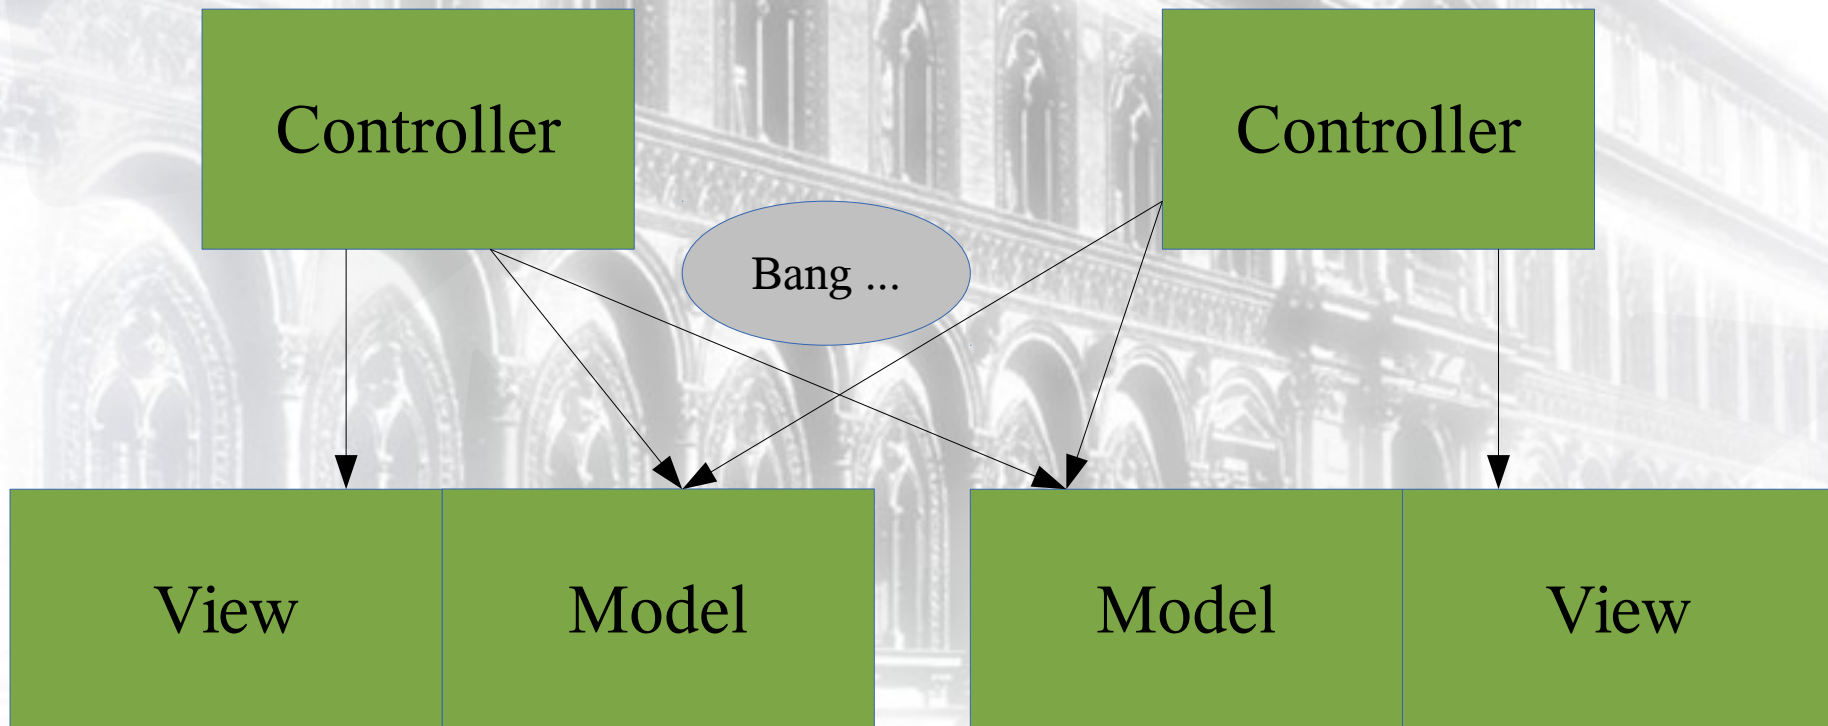 Controller
Controller
Bang ...
View
Model
Model
View